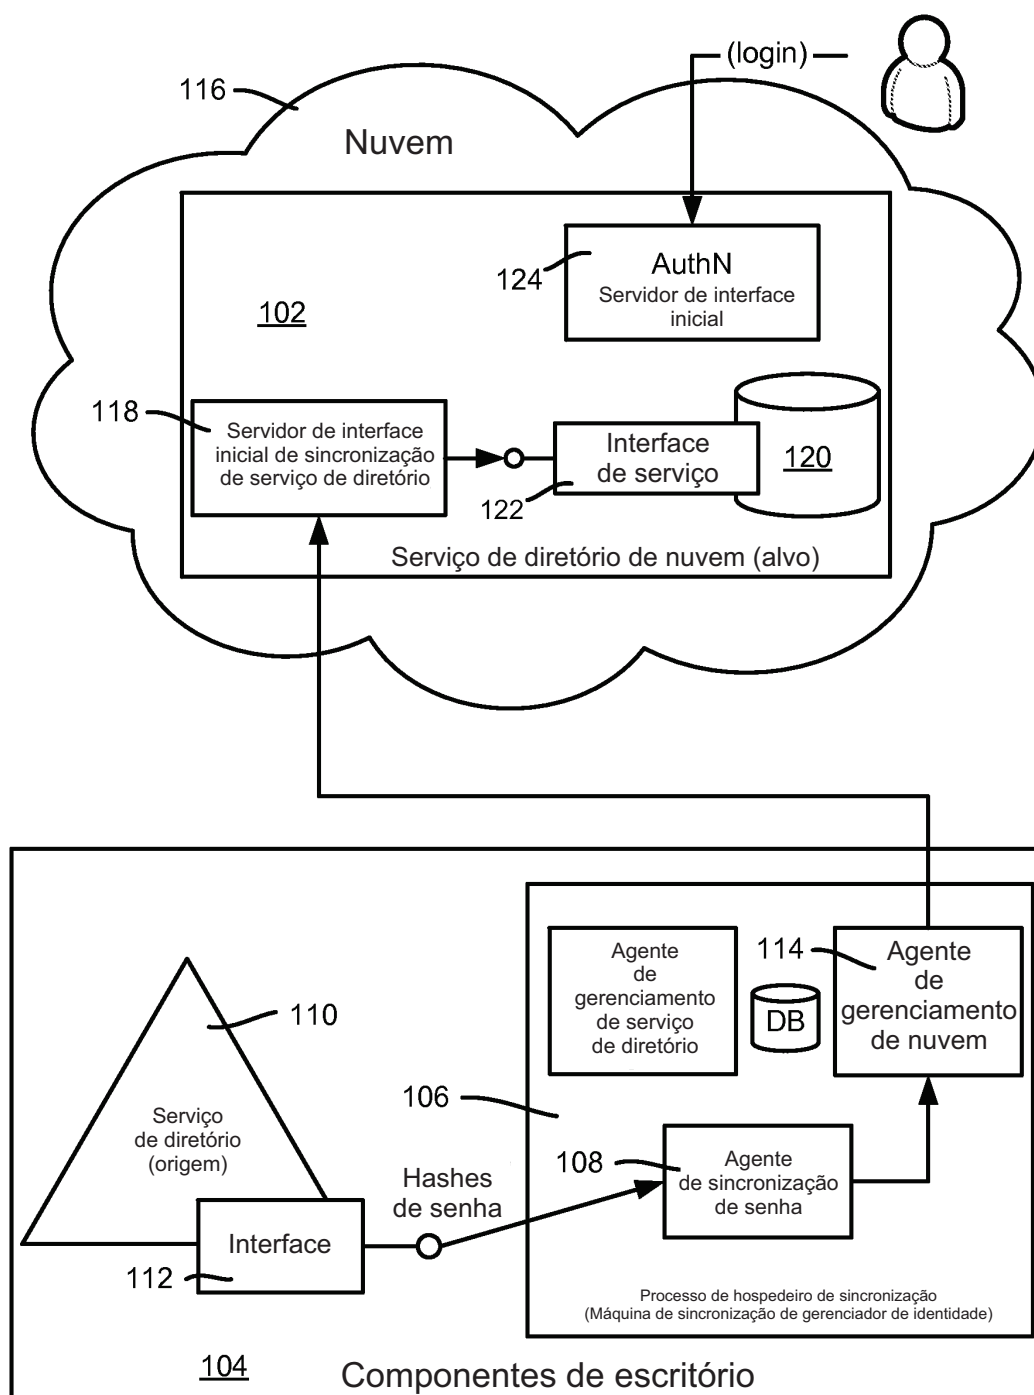 (login)
116
Nuvem
124
AuthN
Servidor de interface
inicial
102
118
Servidor de interface
inicial de sincronização
de serviço de diretório
Interface
de serviço
120
122
Serviço de diretório de nuvem (alvo)
110
Agente
de
gerenciamento
de serviço
de diretório
DB
114
Agente
de
gerenciamento
de nuvem
106
Serviço
de diretório
(origem)
108
Agente
de sincronização
de senha
Hashes
de senha
Interface
112
Processo de hospedeiro de sincronização
(Máquina de sincronização de gerenciador de identidade)
104
Componentes de escritório